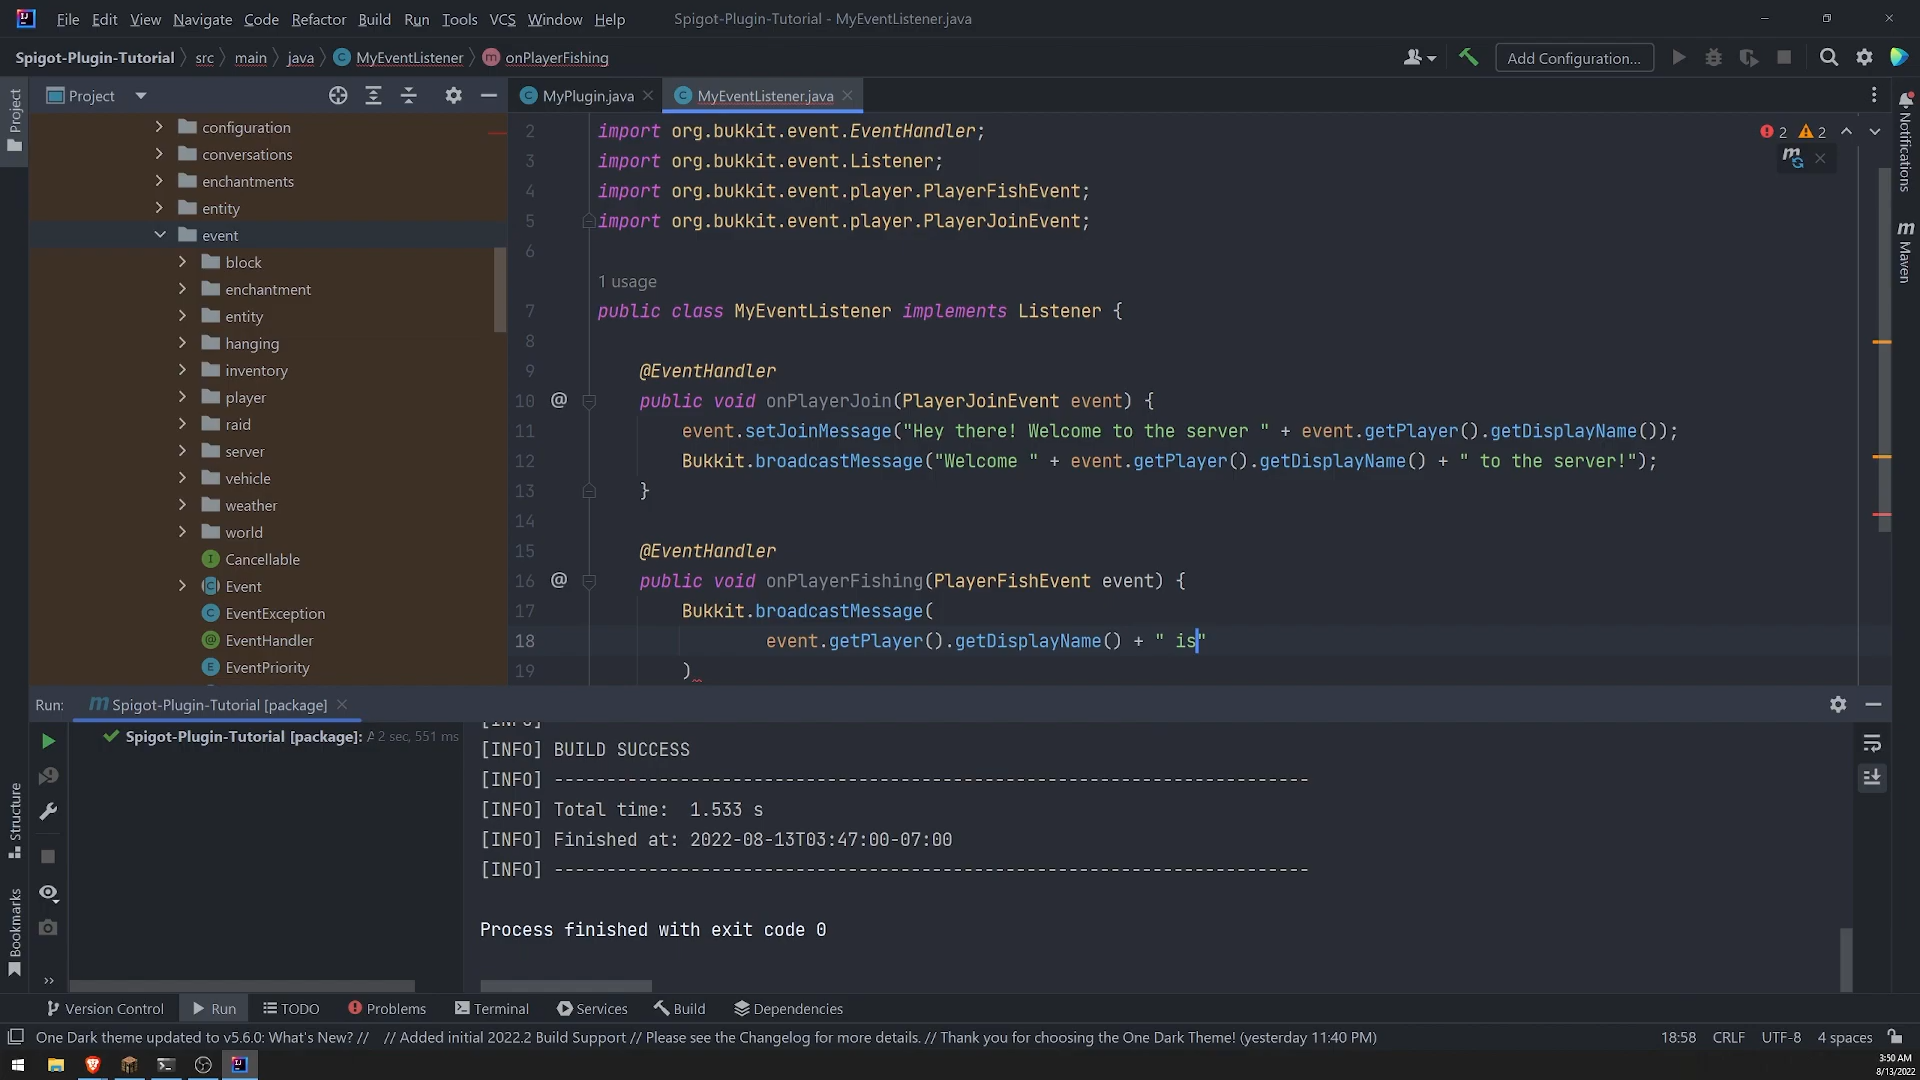 File Edit View Navigate Code Refactor Build Run Tools VCS Window Help Spigot-Plugin-Tutorial - MyEventListener.java
Spigot-Plugin-Tutorial src main java MyEventListener onPlayerFishing Add Configuration...
Project
MyPlugin.java MyEventListener.java
Project
configuration
conversations
enchantments
entity
event
block
enchantment
entity
hanging
inventory
player
raid
server
vehicle
weather
world
Cancellable
Event
EventException
EventHandler
EventPriority
2 import org.bukkit.event.EventHandler;
3 import org.bukkit.event.Listener;
4 import org.bukkit.event.player.PlayerFishEvent;
5 import org.bukkit.event.player.PlayerJoinEvent;
6
1 usage
7 public class MyEventListener implements Listener {
8
9 @EventHandler
10 @ public void onPlayerJoin(PlayerJoinEvent event) {
11 event.setJoinMessage("Hey there! Welcome to the server " + event.getPlayer().getDisplayName());
12 Bukkit.broadcastMessage("Welcome " + event.getPlayer().getDisplayName() + " to the server!");
13 }
14
15 @EventHandler
16 @ public void onPlayerFishing(PlayerFishEvent event) {
17 Bukkit.broadcastMessage(
18 event.getPlayer().getDisplayName() + " is"
19 )
2 2
Notifications
Maven
Run: Spigot-Plugin-Tutorial [package]
Spigot-Plugin-Tutorial [package]: A 2 sec, 551 ms
[INFO]
[INFO] BUILD SUCCESS
[INFO] ------------------------------------------------------------------------
[INFO] Total time:  1.533 s
[INFO] Finished at: 2022-08-13T03:47:00-07:00
[INFO] ------------------------------------------------------------------------
Process finished with exit code 0
Structure
Bookmarks
Version Control Run TODO Problems Terminal Services Build Dependencies
One Dark theme updated to v5.6.0: What's New? // // Added initial 2022.2 Build Support // Please see the Changelog for more details. // Thank you for choosing the One Dark Theme! (yesterday 11:40 PM) 18:58 CRLF UTF-8 4 spaces
3:50 AM
8/13/2022